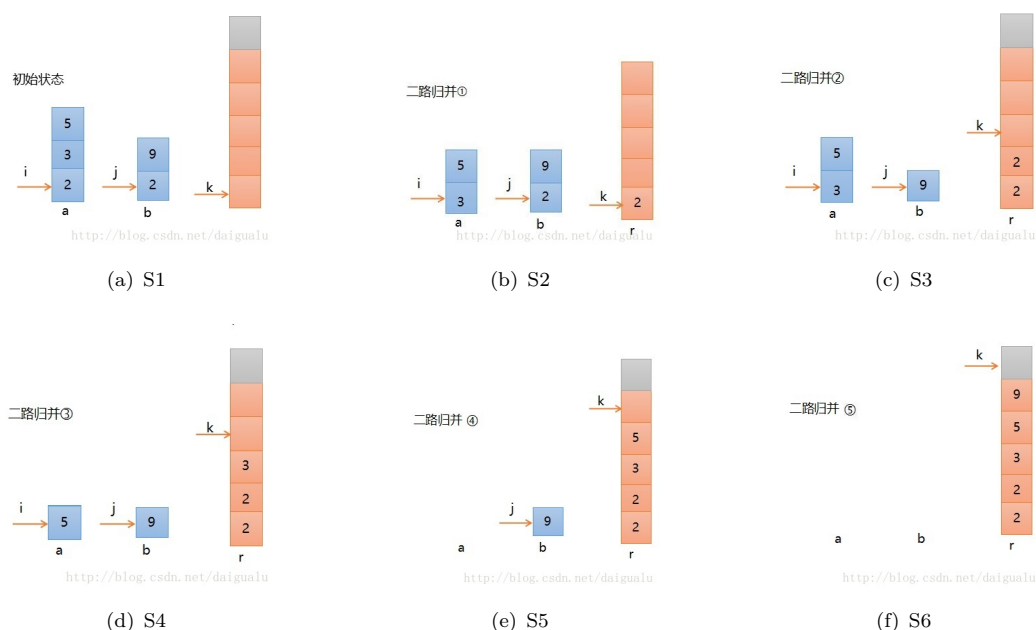 初始状态
5
3
9
i
2
j
2
k
a
b
http://blog.csdn.net/daigualu
(a) S1
二路归并①
5
9
i
3
j
2
k
2
a
b
r
http://blog.csdn.net/daigualu
(b) S2
二路归并②
k
5
2
i
3
j
9
2
a
b
r
http://blog.csdn.net/daigualu
(c) S3
二路归并③
k
3
2
i
5
j
9
2
a
b
r
http://blog.csdn.net/daigualu
(d) S4
二路归并 ④
k
5
3
2
j
9
2
a
b
r
http://blog.csdn.net/daigualu
(e) S5
k
9
二路归并 ⑤
5
3
2
2
a
b
r
http://blog.csdn.net/daigualu
(f) S6